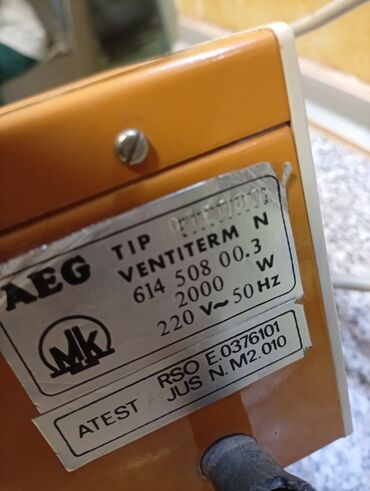 AEG TIP
VENTITERM N
614 508 00.3
2000 W
220 V~50 Hz
MK
ATEST RSO E.0376101
JUS N. M2.010